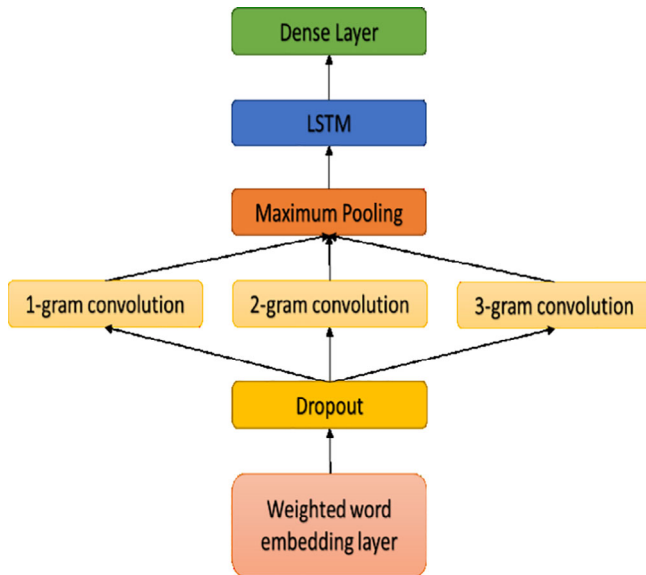 Dense Layer
LSTM
Maximum Pooling
1-gram convolution
2-gram convolution
3-gram convolution
Dropout
Weighted word
embedding layer